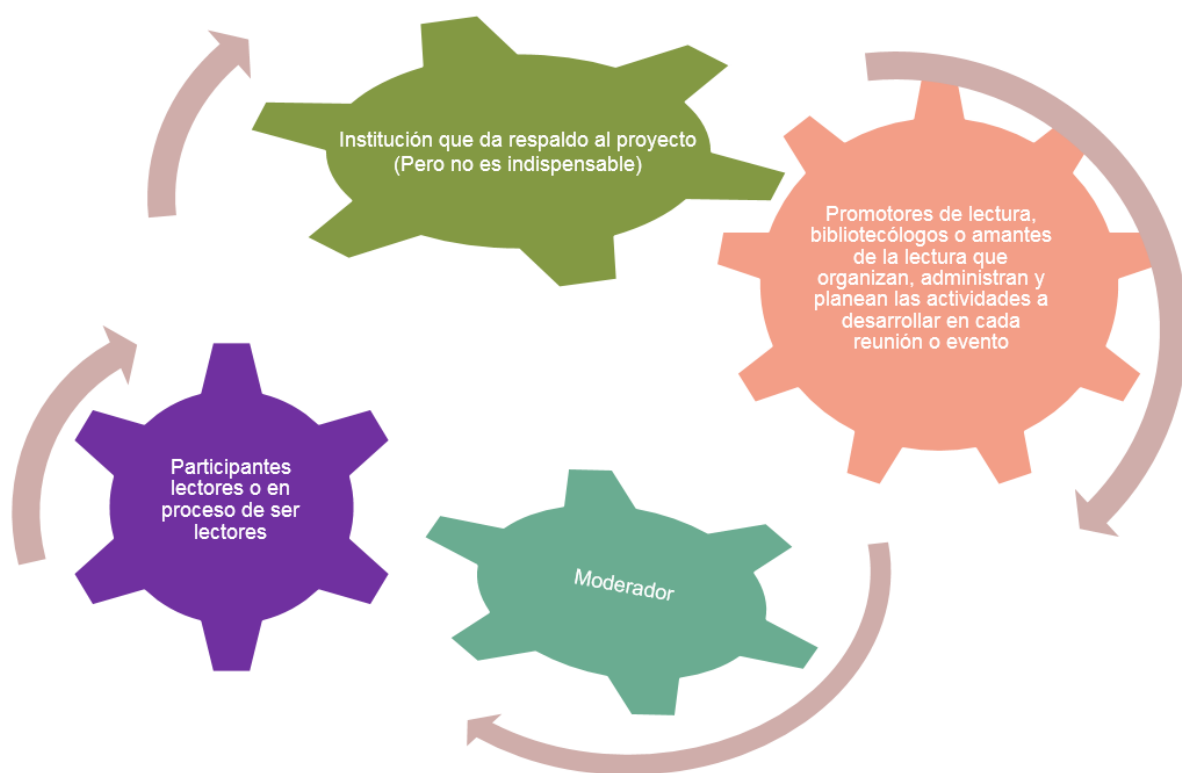 Institución que da respaldo al proyecto
(Pero no es indispensable)
Promotores de lectura,
bibliotecólogos o amantes
de la lectura que
organizan, administran y
planean las actividades a
desarrollar en cada
reunión o evento
Participantes
lectores o en
proceso de ser
lectores
Moderador